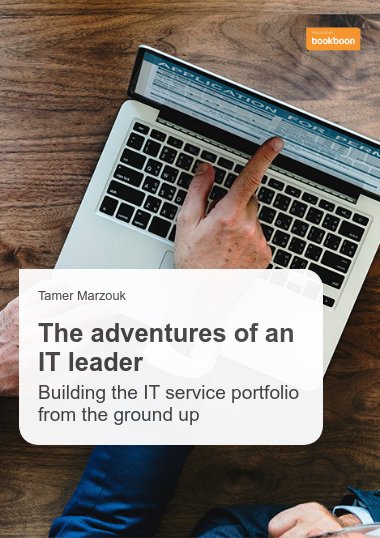 bookboon
APPLICATION FOR
Tamer Marzouk
The adventures of an
IT leader
Building the IT service portfolio
from the ground up